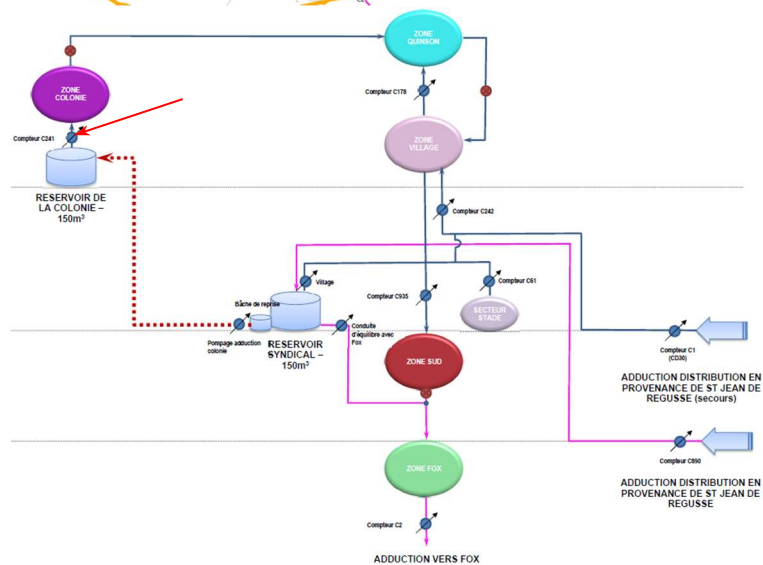 ZONE
QUINSON
ZONE
COLONIE
Compteur C178
Compteur C241
ZONE
VILLAGE
RESERVOIR DE
LA COLONIE –
150m³
Compteur C242
Village
Compteur C61
Bâche de reprise
Compteur C935
SECTEUR
STADE
Pompage adduction
colonie
RESERVOIR
SYNDICAL –
150m³
Conduite
d'équilibre avec
Fox
ZONE SUD
Compteur C1
(CD30)
ADDUCTION DISTRIBUTION EN
PROVENANCE DE ST JEAN DE
REGUSSE (secours)
ZONE FOX
Compteur C890
ADDUCTION DISTRIBUTION EN
PROVENANCE DE ST JEAN DE
REGUSSE
Compteur C2
ADDUCTION VERS FOX